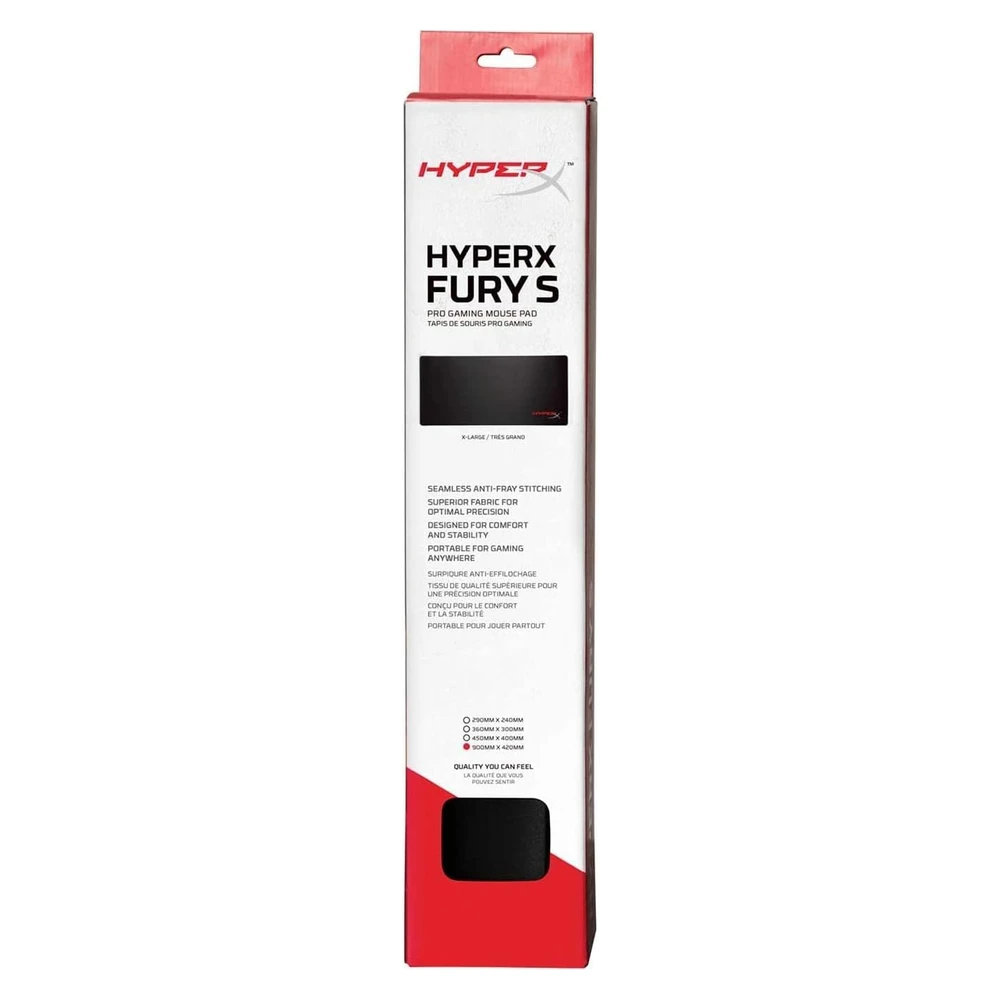 HYPERX™
HYPERX
FURY S
PRO GAMING MOUSE PAD
TAPIS DE SOURIS PRO GAMING
HYPERX
X-LARGE / TRÈS GRAND
SEAMLESS ANTI-FRAY STITCHING
SUPERIOR FABRIC FOR
OPTIMAL PRECISION
DESIGNED FOR COMFORT
AND STABILITY
PORTABLE FOR GAMING
ANYWHERE
SURPIQURE ANTI-EFFILOCHAGE
TISSU DE QUALITÉ SUPÉRIEURE POUR
UNE PRÉCISION OPTIMALE
CONÇU POUR LE CONFORT
ET LA STABILITÉ
PORTABLE POUR JOUER PARTOUT
290MM X 240MM
360MM X 300MM
450MM X 400MM
900MM X 420MM
QUALITY YOU CAN FEEL
LA QUALITÉ QUE VOUS
POUVEZ SENTIR